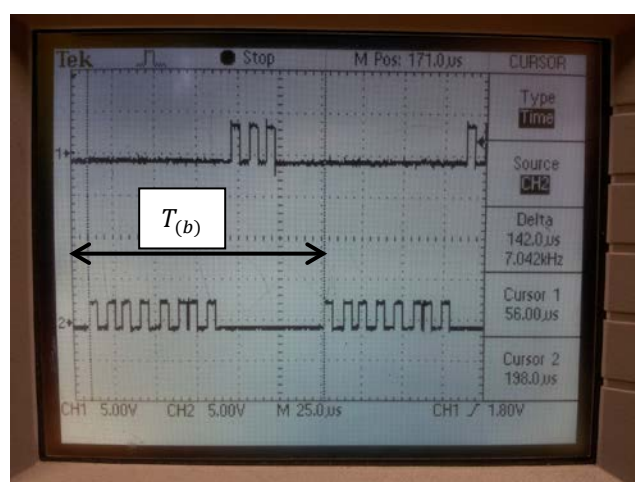 Tek Stop M Pos: 171.0µs CURSOR
Type
Time
1
Source
CH2
T(b)
Delta
142.0µs
7.042kHz
Cursor 1
56.00µs
2
Cursor 2
198.0µs
CH1 5.00V CH2 5.00V M 25.0µs CH1 1.80V